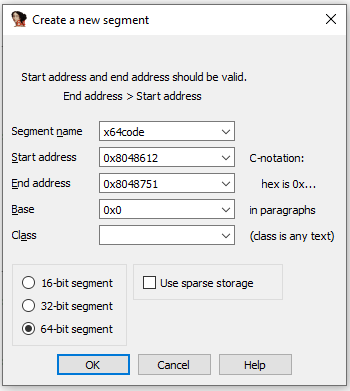 Create a new segment
Start address and end address should be valid.
End address > Start address
Segment name x64code
Start address 0x8048612 C-notation:
End address 0x8048751 hex is 0x...
Base 0x0 in paragraphs
Class (class is any text)
16-bit segment Use sparse storage
32-bit segment
64-bit segment
OK Cancel Help